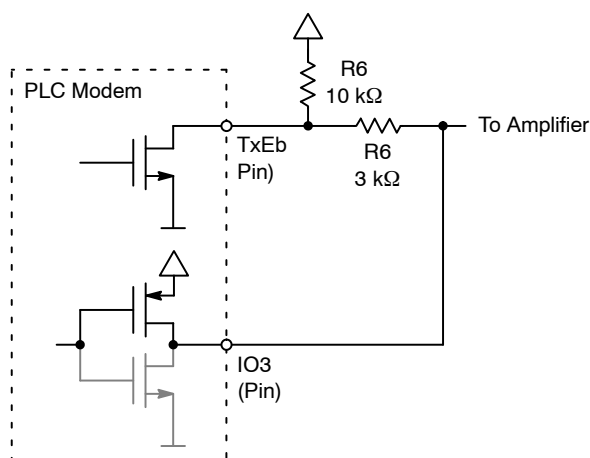 PLC Modem
R6
10 kΩ
To Amplifier
TxEb
Pin)
R6
3 kΩ
IO3
(Pin)